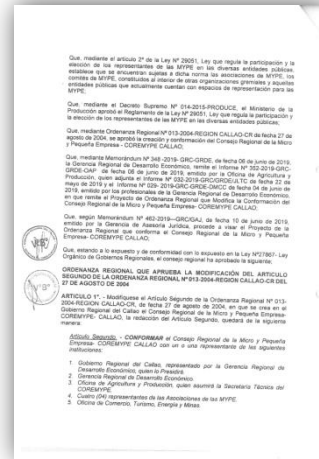 Que, mediante el artículo 2° de la Ley N° 29051, Ley que regula la participación y la
elección de los representantes de las MYPE en las diversas entidades públicas,
establece que se encuentran sujetas a dicha norma las asociaciones de MYPE, los
comités de MYPE, constituidos al interior de otras organizaciones gremiales y aquellas
entidades públicas que actualmente cuentan con espacios de representación para las
MYPE;
Que, mediante el Decreto Supremo N° 014-2015-PRODUCE, el Ministerio de la
Producción aprobó el Reglamento de la Ley N° 29051, Ley que regula la participación y
la elección de los representantes de las MYPE en las diversas entidades públicas;
Que, mediante Ordenanza Regional N° 013-2004-REGION CALLAO-CR de fecha 27 de
agosto de 2004, se aprobó la creación y conformación del Consejo Regional de la Micro
y Pequeña Empresa - COREMYPE CALLAO;
Que, mediante Memorándum N° 348 -2019- GRC-GRDE, de fecha 06 de junio de 2019,
la Gerencia Regional de Desarrollo Económico, remite el Informe N° 352-2019-GRC-
GRDE-OAP de fecha 06 de junio de 2019, emitido por la Oficina de Agricultura y
Producción, quien adjunta el Informe N° 032-2019-GRC/GRDE/JLTC de fecha 22 de
mayo de 2019 y el Informe N° 029- 2019-GRC-GRDE-DMCC de fecha 04 de junio de
2019, emitido por los profesionales de la Gerencia Regional de Desarrollo Económico,
en que remite el Proyecto de Ordenanza Regional que Modifica la Conformación del
Consejo Regional de la Micro y Pequeña Empresa- COREMYPE CALLAO;
Que, según Memorándum N° 462-2019—GRC/GAJ, de fecha 10 de junio de 2019,
emitido por la Gerencia de Asesoría Jurídica, procede a visar el Proyecto de la
Ordenanza Regional que conforma el Consejo Regional de la Micro y Pequeña
Empresa- COREMYPE CALLAO;
Que, estando a lo expuesto y de conformidad con lo expuesto en la Ley N°27867- Ley
Orgánico de Gobiernos Regionales, el consejo regional ha aprobado la siguiente;
ORDENANZA REGIONAL QUE APRUEBA LA MODIFICACIÓN DEL ARTICULO
SEGUNDO DE LA ORDENANZA REGIONAL N°013-2004-REGION CALLAO-CR DEL
27 DE AGOSTO DE 2004
ARTICULO 1°. - Modifíquese el Artículo Segundo de la Ordenanza Regional N° 013-
2004-REGION CALLAO-CR, de fecha 27 de agosto de 2004, en que se crea en el
Gobierno Regional del Callao el Consejo Regional de la Micro y Pequeña Empresa-
COREMYPE- CALLAO, la redacción del Artículo Segundo, quedará de la siguiente
manera:
Artículo Segundo. - CONFORMAR el Consejo Regional de la Micro y Pequeña
Empresa- COREMYPE CALLAO con un o una representante de las siguientes
instituciones:
1. Gobierno Regional del Callao, representado por la Gerencia Regional de
Desarrollo Económico, quien lo Presidirá.
2. Gerencia Regional de Desarrollo Económico.
3. Oficina de Agricultura y Producción, quien asumirá la Secretaría Técnica del
COREMYPE.
4. Cuatro (04) representantes de las Asociaciones de las MYPE.
5. Oficina de Comercio, Turismo, Energía y Minas.